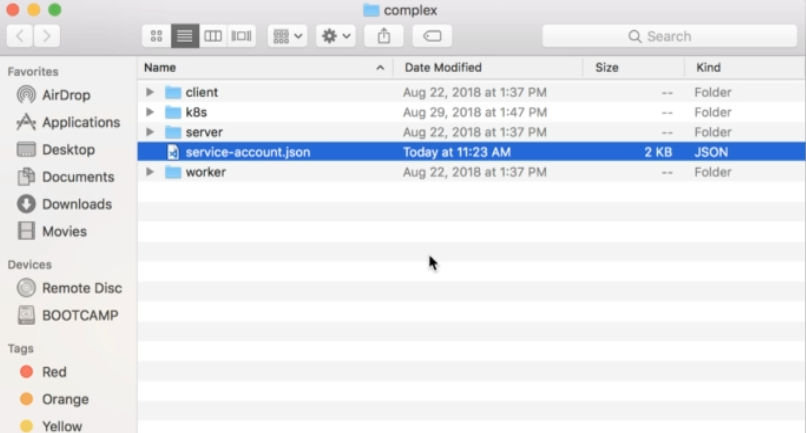 complex
Search
Favorites
AirDrop
Applications
Desktop
Documents
Downloads
Movies
Devices
Remote Disc
BOOTCAMP
Tags
Red
Orange
Yellow
Name Date Modified Size Kind
client Aug 22, 2018 at 1:37 PM -- Folder
k8s Aug 29, 2018 at 1:47 PM -- Folder
server Aug 22, 2018 at 1:37 PM -- Folder
service-account.json Today at 11:23 AM 2 KB JSON
worker Aug 22, 2018 at 1:37 PM -- Folder